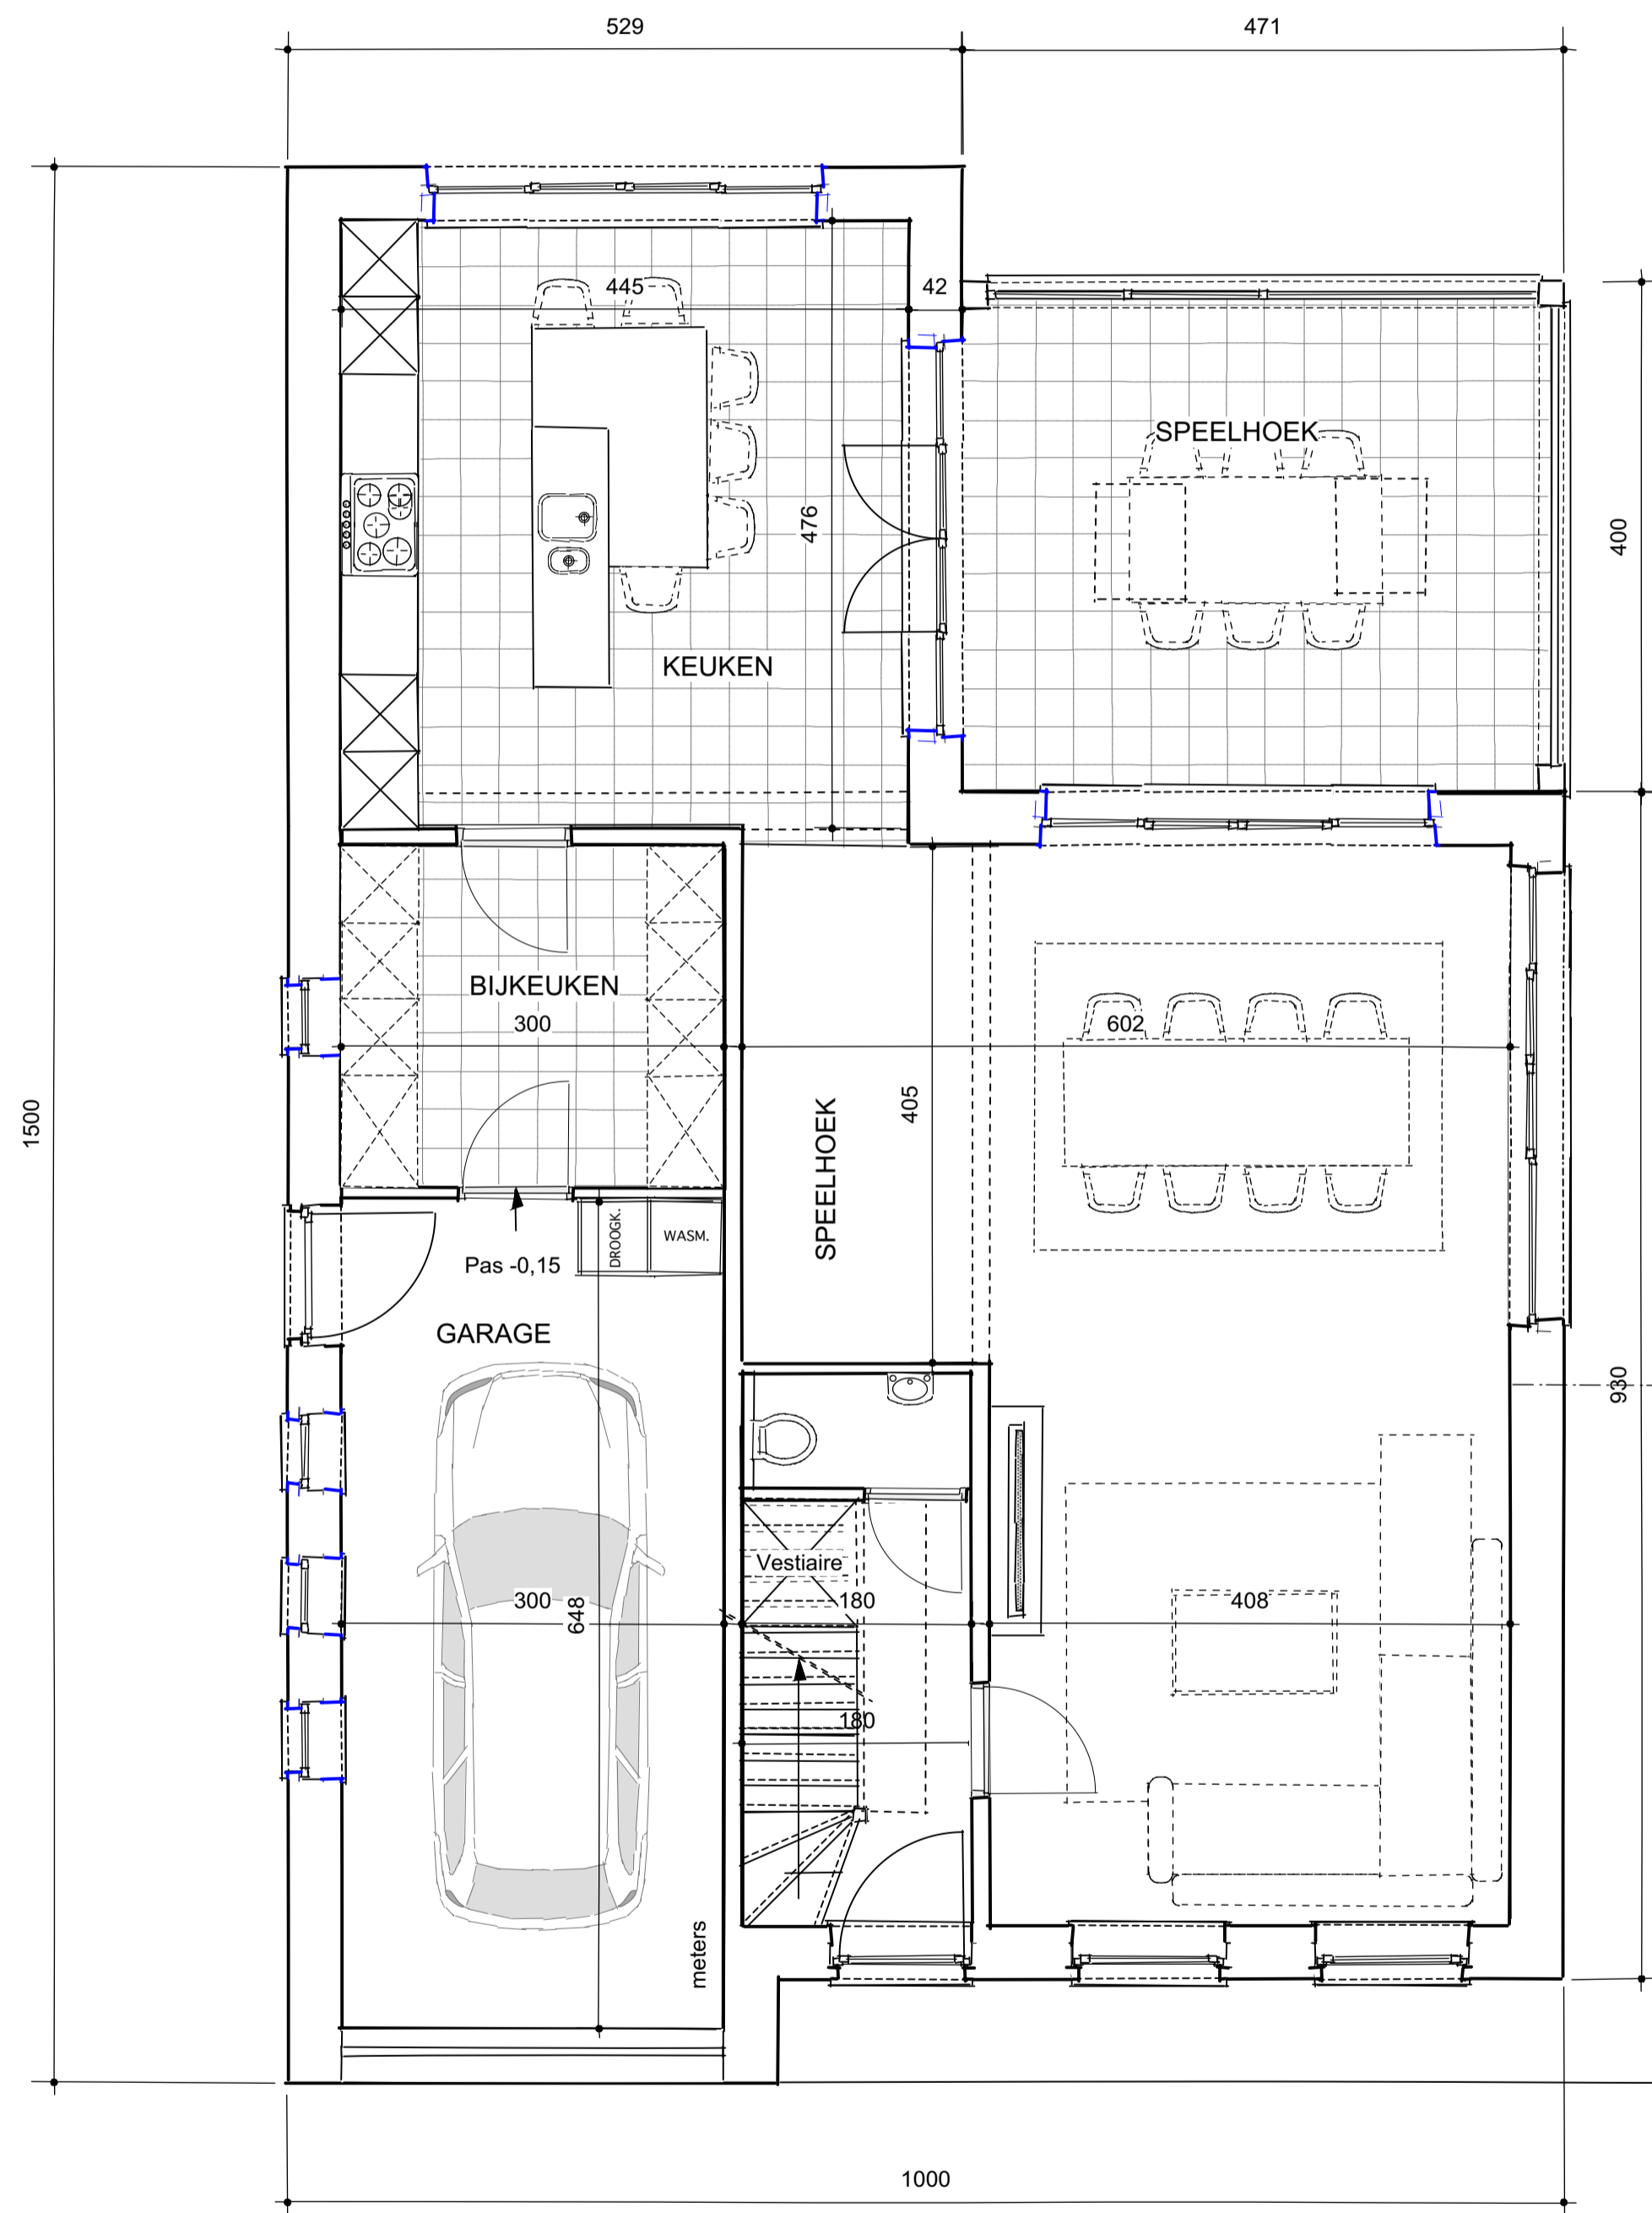 529
471
445
42
SPEELHOEK
476
400
KEUKEN
BIJKEUKEN
300
602
1500
405
SPEELHOEK
DROOGK.
WASM.
Pas -0,15
GARAGE
930
Vestiaire
300
648
180
408
180
meters
1000